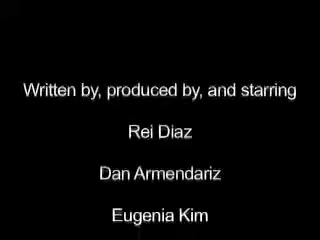 Written by, produced by, and starring
Rei Diaz
Dan Armendariz
Eugenia Kim